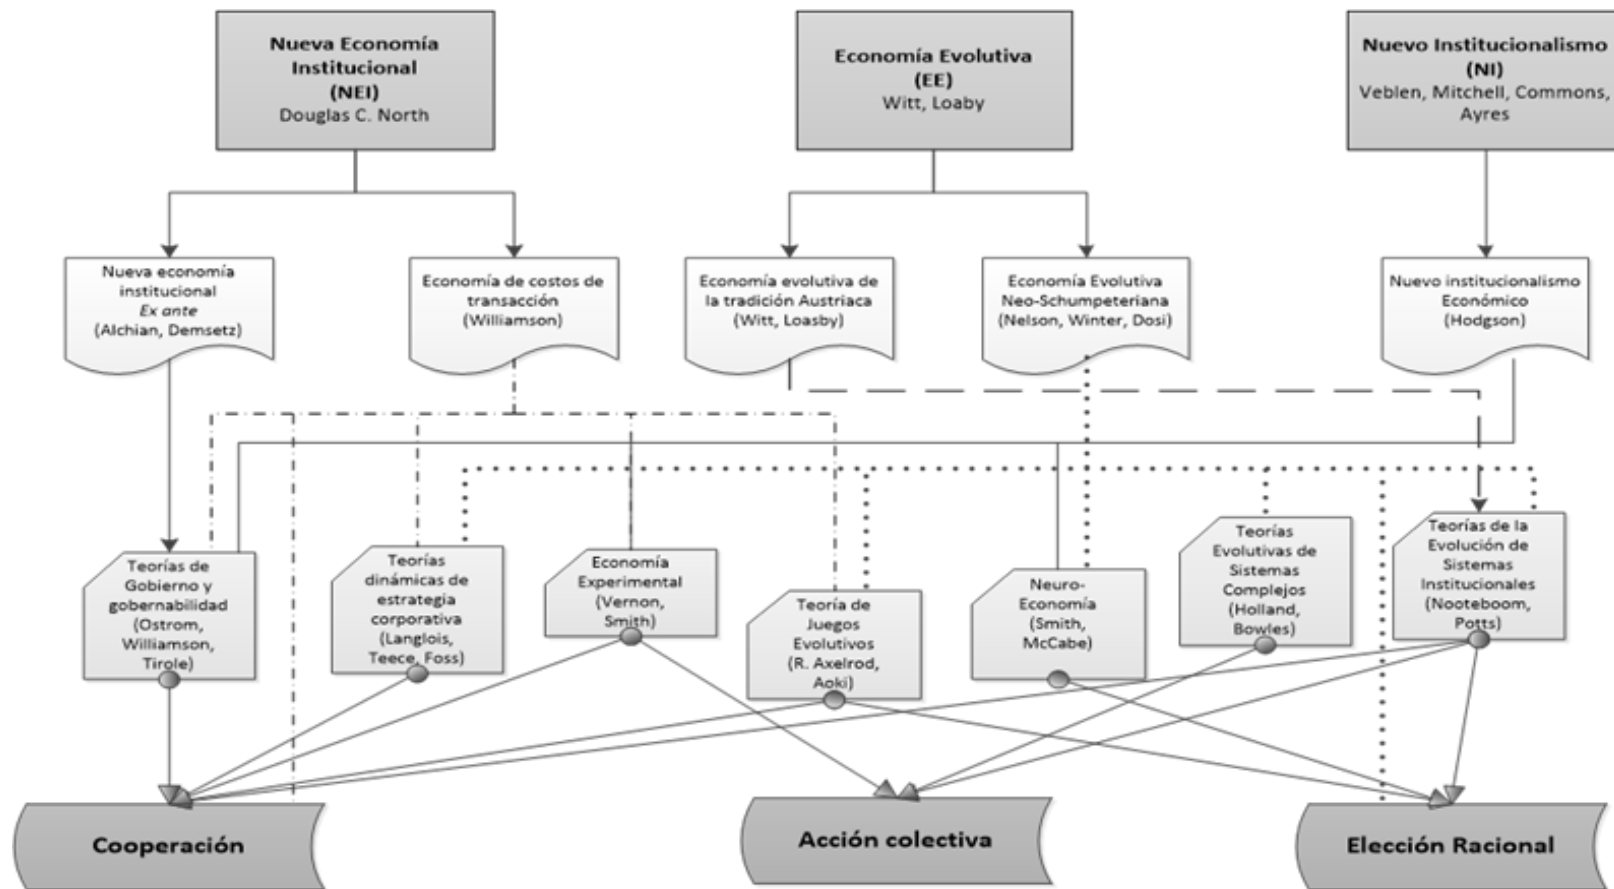 Nueva Economía
Institucional
(NEI)
Douglas C. North
Economía Evolutiva
(EE)
Witt, Loaby
Nuevo Institucionalismo
(NI)
Veblen, Mitchell, Commons,
Ayres
Nueva economía
institucional
Ex ante
(Alchian, Demsetz)
Economía de costos de
transacción
(Williamson)
Economía evolutiva de
la tradición Austriaca
(Witt, Loasby)
Economía Evolutiva
Neo-Schumpeteriana
(Nelson, Winter, Dosi)
Nuevo institucionalismo
Económico
(Hodgson)
Teorías de
Gobierno y
gobernabilidad
(Ostrom,
Williamson,
Tirole)
Teorías
dinámicas de
estrategia
corporativa
(Langlois,
Teece, Foss)
Economía
Experimental
(Vernon,
Smith)
Teoría de
Juegos
Evolutivos
(R. Axelrod,
Aoki)
Neuro-
Economía
(Smith,
McCabe)
Teorías
Evolutivas de
Sistemas
Complejos
(Holland,
Bowles)
Teorías de la
Evolución de
Sistemas
Institucionales
(Nooteboom,
Potts)
Cooperación
Acción colectiva
Elección Racional